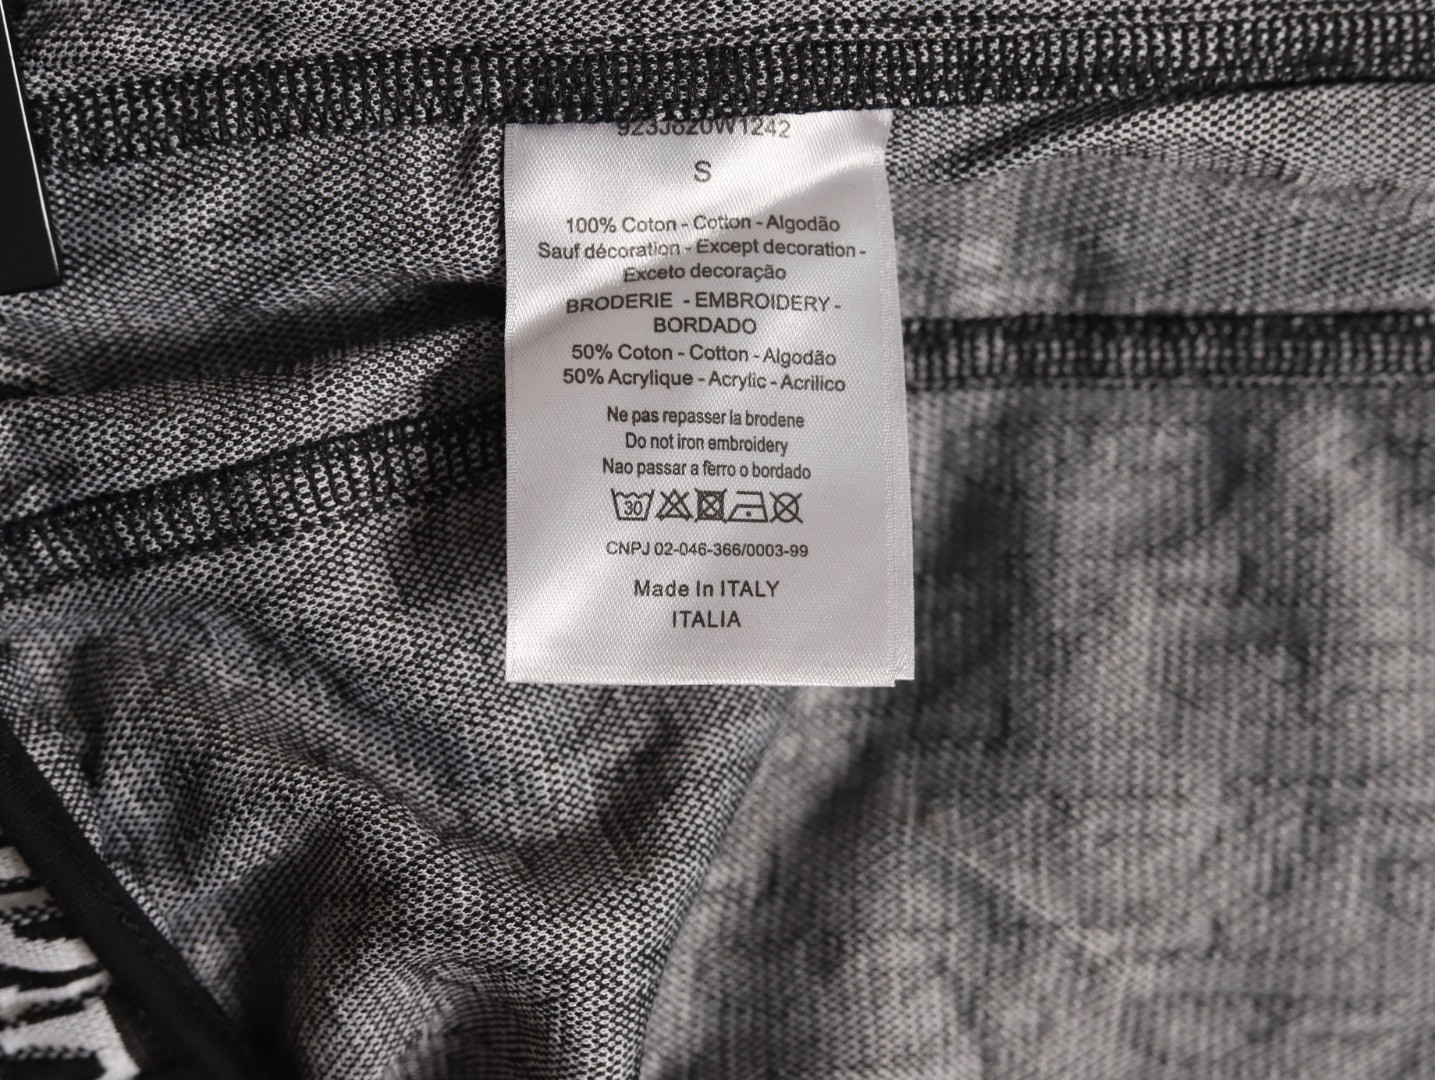 923J620W1242
S
100% Coton - Cotton - Algodão
Sauf décoration - Except decoration -
Exceto decoração
BRODERIE - EMBROIDERY -
BORDADO
50% Coton - Cotton - Algodão
50% Acrylique - Acrylic - Acrilico
Ne pas repasser la brodene
Do not iron embroidery
Nao passar a ferro o bordado
30
CNPJ 02-046-366/0003-99
Made In ITALY
ITALIA